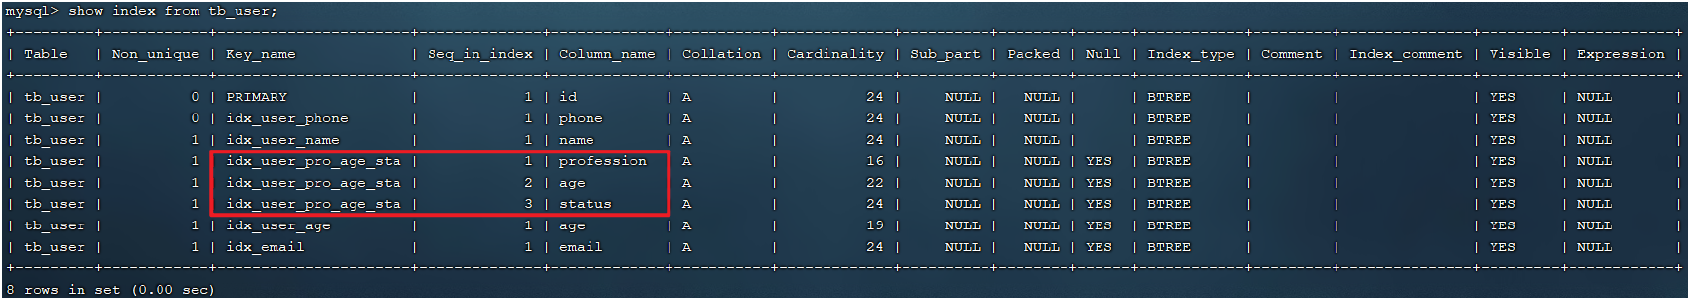 mysql> show index from tb_user;
+---------+------------+----------------------+--------------+-------------+-----------+-------------+----------+--------+------+------------+---------+---------------+---------+------------+
| Table | Non_unique | Key_name | Seq_in_index | Column_name | Collation | Cardinality | Sub_part | Packed | Null | Index_type | Comment | Index_comment | Visible | Expression |
+---------+------------+----------------------+--------------+-------------+-----------+-------------+----------+--------+------+------------+---------+---------------+---------+------------+
| tb_user | 0 | PRIMARY | 1 | id | A | 24 | NULL | NULL | | BTREE | | | YES | NULL |
| tb_user | 0 | idx_user_phone | 1 | phone | A | 24 | NULL | NULL | | BTREE | | | YES | NULL |
| tb_user | 1 | idx_user_name | 1 | name | A | 24 | NULL | NULL | | BTREE | | | YES | NULL |
| tb_user | 1 | idx_user_pro_age_sta | 1 | profession | A | 16 | NULL | NULL | YES | BTREE | | | YES | NULL |
| tb_user | 1 | idx_user_pro_age_sta | 2 | age | A | 22 | NULL | NULL | YES | BTREE | | | YES | NULL |
| tb_user | 1 | idx_user_pro_age_sta | 3 | status | A | 24 | NULL | NULL | YES | BTREE | | | YES | NULL |
| tb_user | 1 | idx_user_age | 1 | age | A | 19 | NULL | NULL | YES | BTREE | | | YES | NULL |
| tb_user | 1 | idx_email | 1 | email | A | 24 | NULL | NULL | YES | BTREE | | | YES | NULL |
+---------+------------+----------------------+--------------+-------------+-----------+-------------+----------+--------+------+------------+---------+---------------+---------+------------+
8 rows in set (0.00 sec)